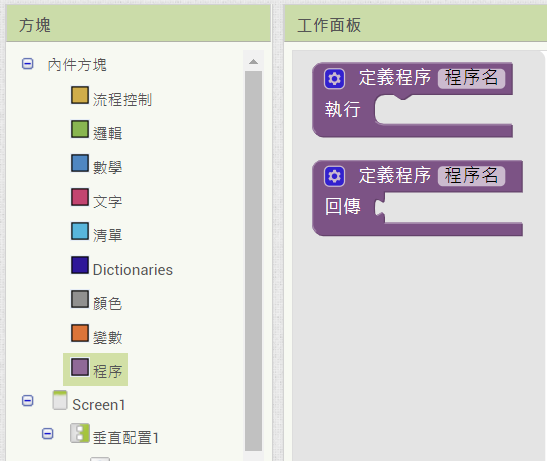 方塊
內件方塊
流程控制
邏輯
數學
文字
清單
Dictionaries
顏色
變數
程序
Screen1
垂直配置1
工作面板
定義程序 程序名
執行
定義程序 程序名
回傳